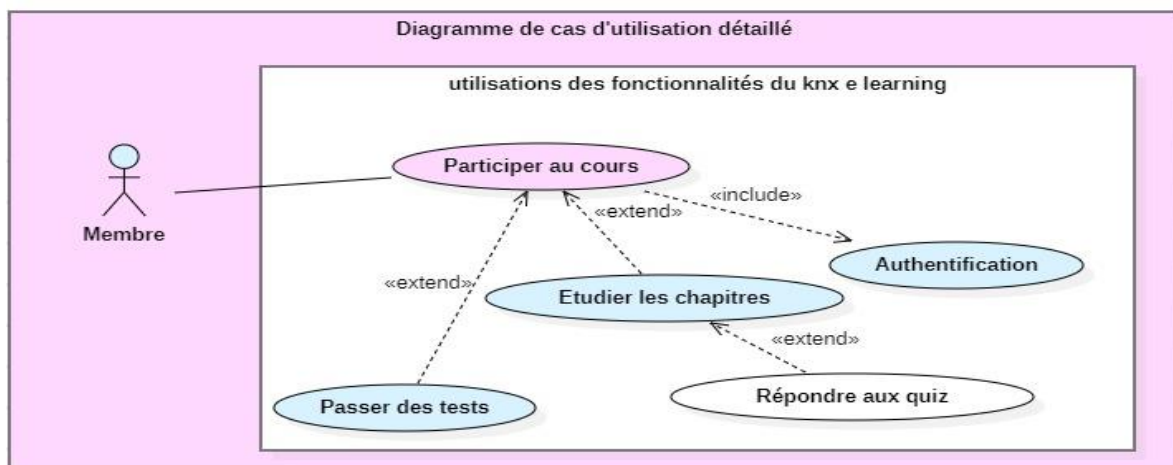 Diagramme de cas d'utilisation détaillé
utilisations des fonctionnalités du knx e learning
Participer au cours
«include»
«extend»
Membre
Authentification
«extend»
Etudier les chapitres
«extend»
Répondre aux quiz
Passer des tests